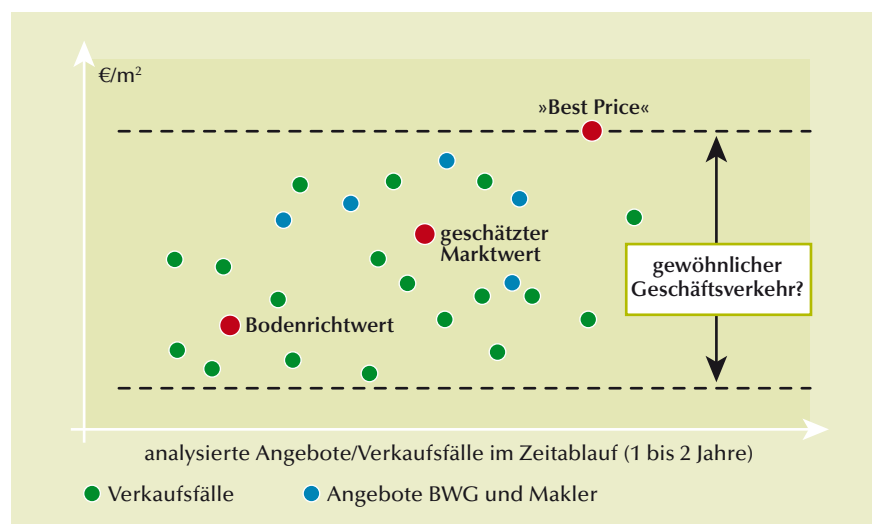 €/m²
»Best Price«
geschätzter
Marktwert
gewöhnlicher
Geschäftsverkehr?
Bodenrichtwert
analysierte Angebote/Verkaufsfälle im Zeitablauf (1 bis 2 Jahre)
Verkaufsfälle
Angebote BWG und Makler